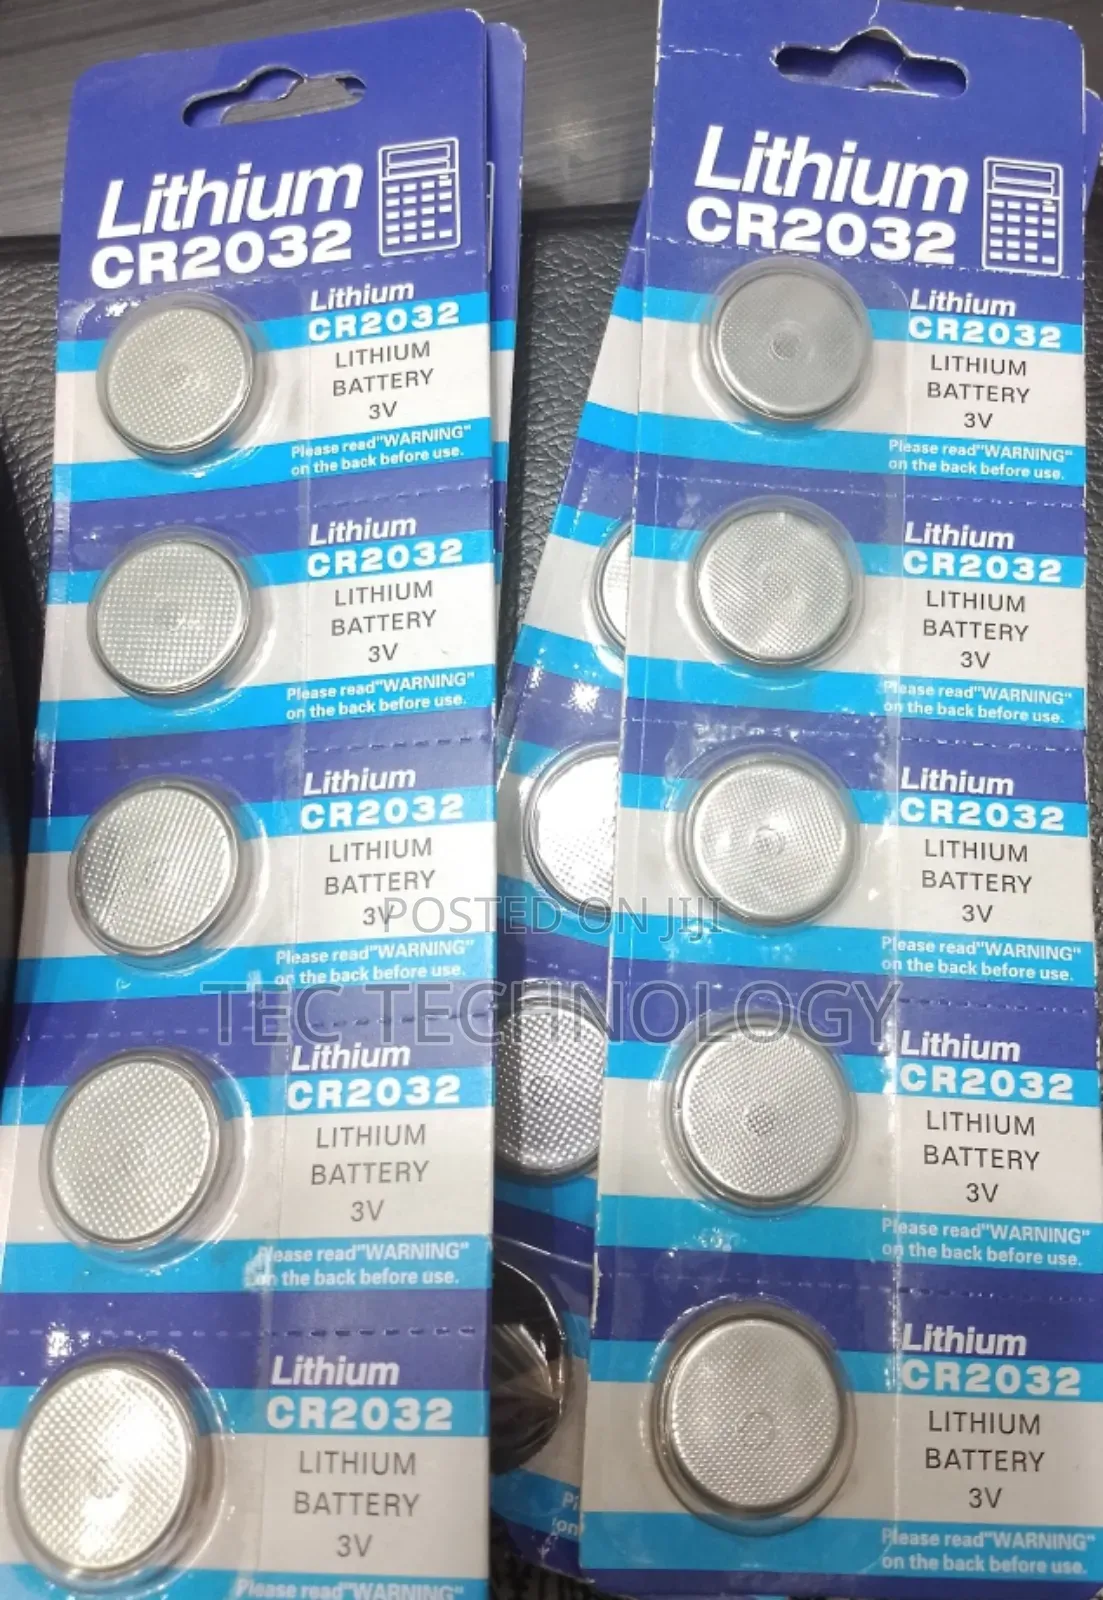 Lithium
CR2032
Lithium
CR2032
LITHIUM
BATTERY
3V
Please read"WARNING"
on the back before use.
Lithium
CR2032
LITHIUM
BATTERY
3V
Please read"WARNING"
on the back before use.
Lithium
CR2032
LITHIUM
BATTERY
3V
Please read"WARNING"
on the back before use.
Lithium
CR2032
LITHIUM
BATTERY
3V
Please read"WARNING"
on the back before use.
Lithium
CR2032
LITHIUM
BATTERY
3V
Please read"WARNING"
Lithium
CR2032
Lithium
CR2032
LITHIUM
BATTERY
3V
Please read"WARNING"
on the back before use.
Lithium
CR2032
LITHIUM
BATTERY
3V
Please read"WARNING"
on the back before use.
Lithium
CR2032
LITHIUM
BATTERY
3V
Please read"WARNING"
on the back before use.
Lithium
CR2032
LITHIUM
BATTERY
3V
Please read"WARNING"
on the back before use.
Lithium
CR2032
LITHIUM
BATTERY
3V
Please read"WARNING"
on the back before use.
POSTED ON JIJI
TEC TECHNOLOGY